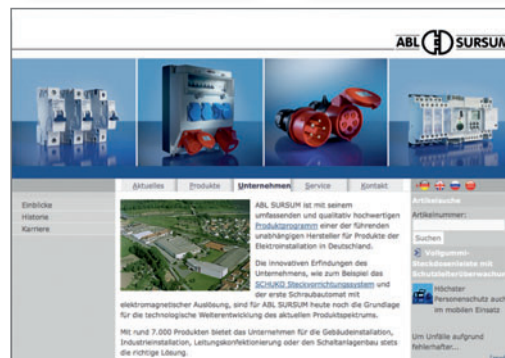 ABL SURSUM
Aktuelles Produkte Unternehmen Service Kontakt
Einblicke
Historie
Karriere
ABL SURSUM ist mit seinem
umfassenden und qualitativ hochwertigen
Produktprogramm einer der führenden
unabhängigen Hersteller für Produkte der
Elektroinstallation in Deutschland.
Die innovativen Erfindungen des
Unternehmens, wie zum Beispiel das
SCHUKO Steckvorrichtungssystem und
der erste Schraubautomat mit
elektromagnetischer Auslösung, sind für ABL SURSUM heute noch die Grundlage
für die technologische Weiterentwicklung des aktuellen Produktspektrums.
Mit rund 7.000 Produkten bietet das Unternehmen für die Gebäudeinstallation,
Industrieinstallation, Leitungskonfektionierung oder den Schaltanlagenbau stets
die richtige Lösung.
Artikelsuche
Artikelnummer:
Suchen
Vollgummi-
Steckdosenleiste mit
Schutzleiterüberwachun
Höchster
Personenschutz auch
im mobilen Einsatz
Um Unfälle aufgrund
fehlerhafter...